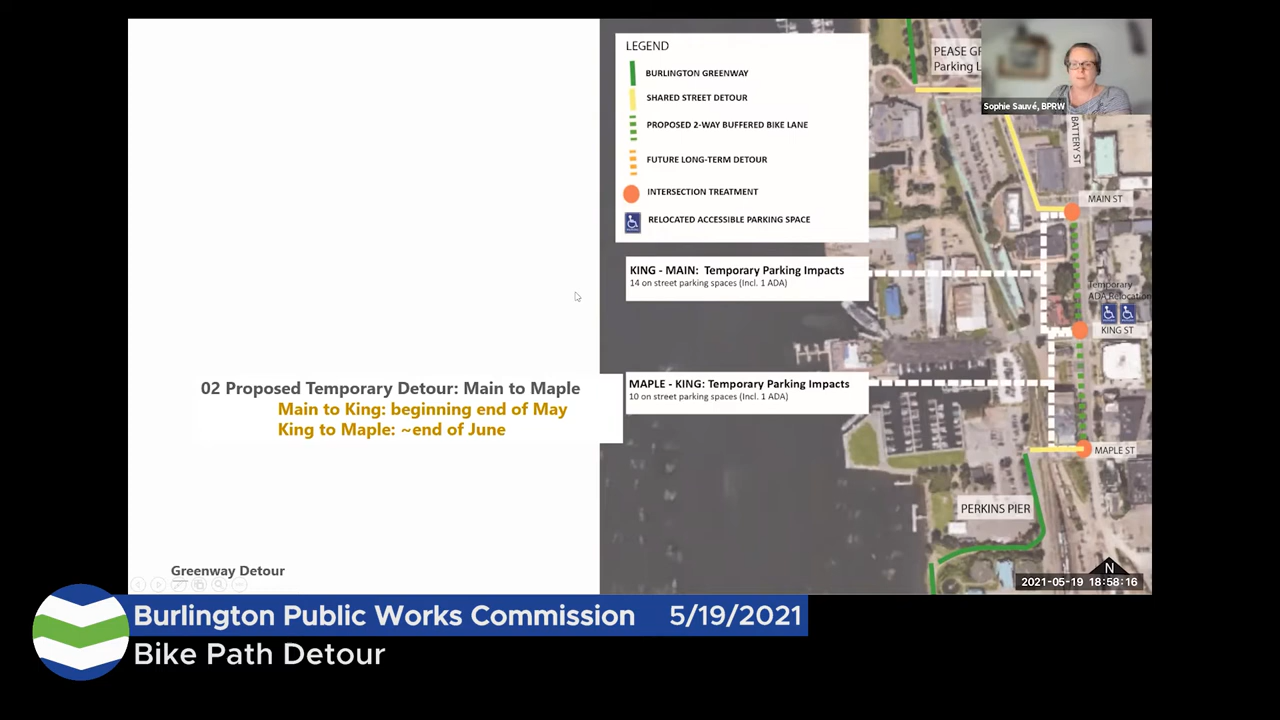 LEGEND
BURLINGTON GREENWAY
SHARED STREET DETOUR
PROPOSED 2-WAY BUFFERED BIKE LANE
FUTURE LONG-TERM DETOUR
INTERSECTION TREATMENT
RELOCATED ACCESSIBLE PARKING SPACE
PEASE GR
Parking L
Sophie Sauvé, BPRW
BATTERY ST
MAIN ST
KING - MAIN: Temporary Parking Impacts
14 on street parking spaces (Incl. 1 ADA)
Temporary
ADA Relocation
KING ST
MAPLE - KING: Temporary Parking Impacts
10 on street parking spaces (Incl. 1 ADA)
02 Proposed Temporary Detour: Main to Maple
Main to King: beginning end of May
King to Maple: ~end of June
MAPLE ST
PERKINS PIER
Greenway Detour
N
2021-05-19 18:58:16
Burlington Public Works Commission 5/19/2021
Bike Path Detour